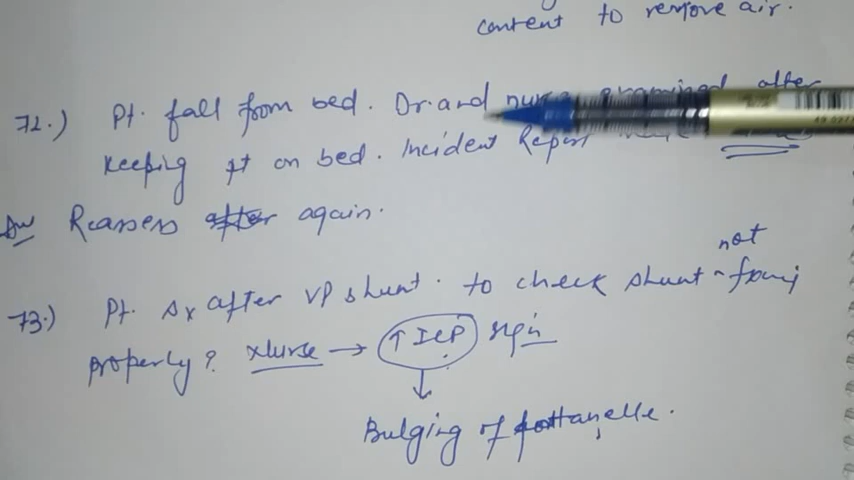 content to remove air.
72.) Pt. fall from bed. Dr. and nurse examined after
keeping pt on bed. Incident Report
Ans Reassess again.
not
73.) Pt. Sx after VP shunt. to check shunt ^
properly? Nurse → ↑ICP sign
↓
Bulging of fontanelle.